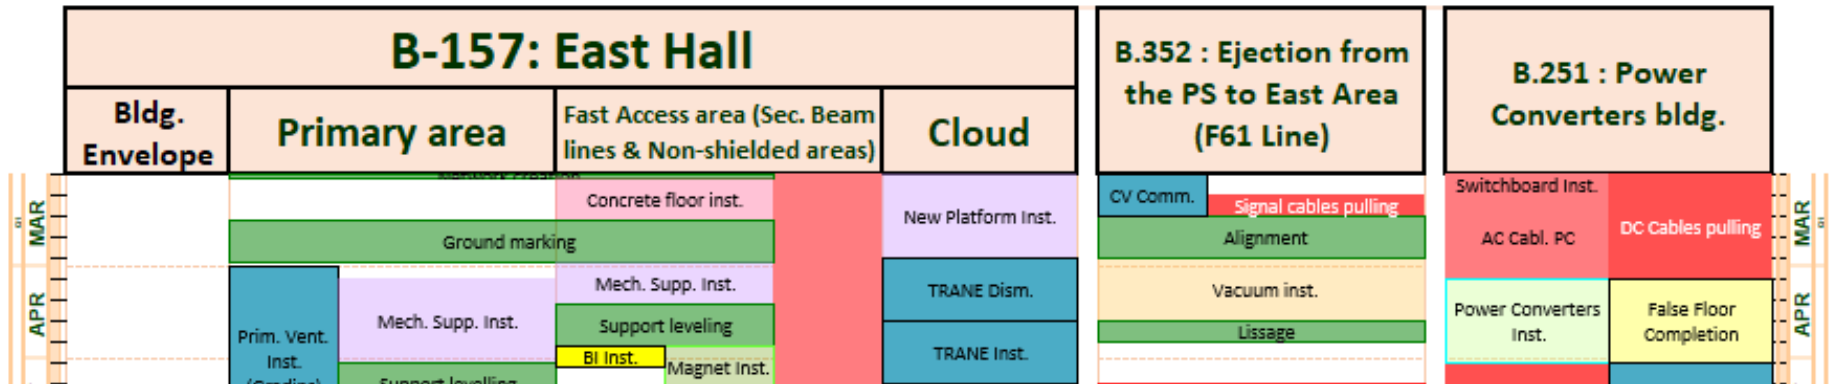 B-157: East Hall
B.352 : Ejection from
the PS to East Area
(F61 Line)
B.251 : Power
Converters bldg.
Bldg.
Envelope
Primary area
Fast Access area (Sec. Beam
lines & Non-shielded areas)
Cloud
MAR
APR
Network creation
Concrete floor inst.
Ground marking
Mech. Supp. Inst.
Prim. Vent.
Inst.
Mech. Supp. Inst.
Support levelling
Support leveling
BI Inst.
Magnet Inst.
New Platform Inst.
TRANE Dism.
TRANE Inst.
CV Comm.
Signal cables pulling
Alignment
Vacuum inst.
Lissage
Switchboard Inst.
AC Cabl. PC
DC Cables pulling
Power Converters
Inst.
False Floor
Completion
MAR
APR